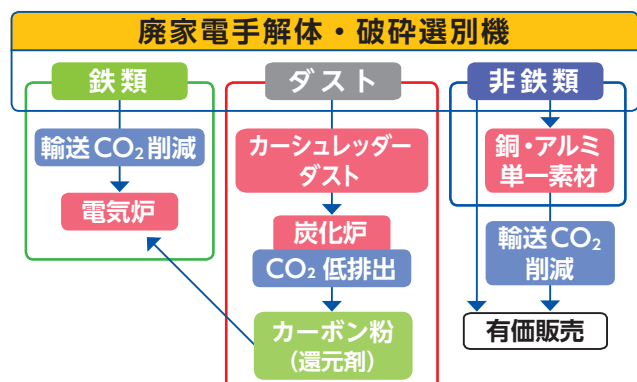 廃家電手解体・破砕選別機
鉄類
輸送CO₂削減
電気炉
ダスト
カーシュレッダー
ダスト
炭化炉
CO₂低排出
カーボン粉
（還元剤）
非鉄類
銅・アルミ
単一素材
輸送CO₂
削減
有価販売